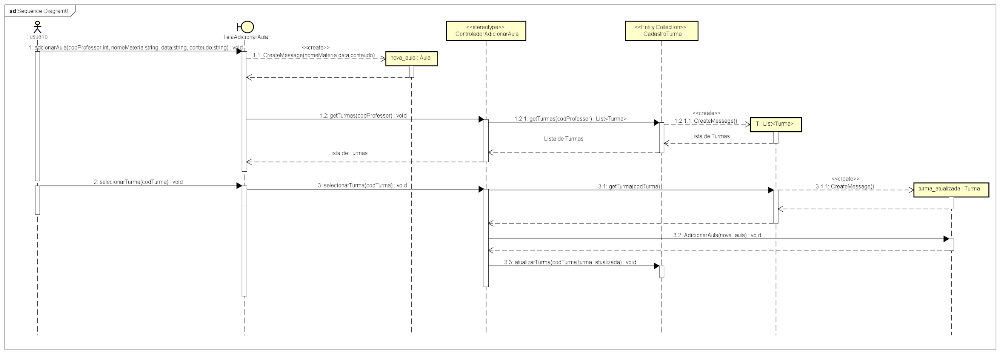 sd Sequence Diagram0
: usuario
: TelaAdicionarAula
<<stereotype>>
: ControladorAdicionarAula
<<Entity Collection>>
: CadastroTurma
1: adcionarAula(codProfessor:int, nomeMateria:string, data:string, conteudo:string) : void
<<create>>
1.1: CreateMessage(nomeMateria,data,conteudo)
nova_aula : Aula
1.2: getTurmas(codProfessor) : void
1.2.1: getTurmas(codProfessor) : List<Turma>
<<create>>
1.2.1.1: CreateMessage()
T : List<Turma>
Lista de Turmas
Lista de Turmas
Lista de Turmas
2: selecionarTurma(codTurma) : void
3: selecionarTurma(codTurma) : void
3.1: getTurma(codTurma)
<<create>>
3.1.1: CreateMessage()
turma_atualizada : Turma
3.2: AdicionarAula(nova_aula) : void
3.3: atualizarTurma(codTurma,turma_atualizada) : void